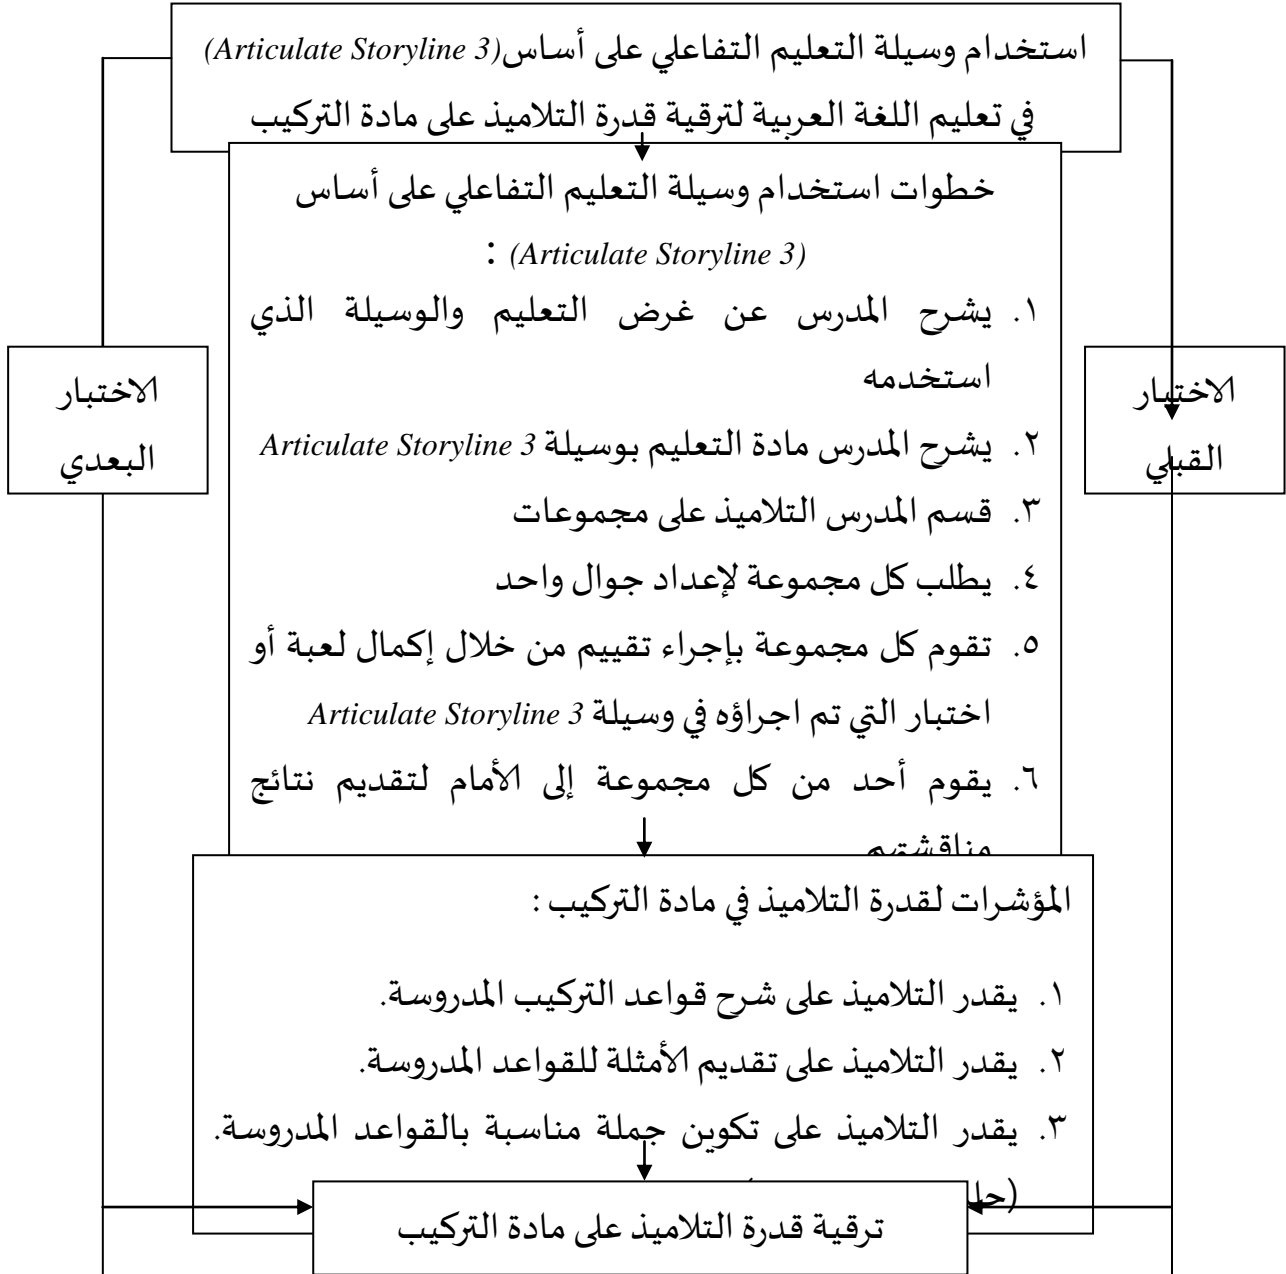 استخدام وسيلة التعليم التفاعلي على أساس(Articulate Storyline 3)
في تعليم اللغة العربية لترقية قدرة التلاميذ على مادة التركيب
خطوات استخدام وسيلة التعليم التفاعلي على أساس
(Articulate Storyline 3) :
١. يشرح المدرس عن غرض التعليم والوسيلة الذي
استخدمه
٢. يشرح المدرس مادة التعليم بوسيلة Articulate Storyline 3
٣. قسم المدرس التلاميذ على مجموعات
٤. يطلب كل مجموعة لإعداد جوال واحد
٥. تقوم كل مجموعة بإجراء تقييم من خلال إكمال لعبة أو
اختبار التي تم اجراؤه في وسيلة Articulate Storyline 3
٦. يقوم أحد من كل مجموعة إلى الأمام لتقديم نتائج
مناقشتهم
الاختبار
القبلي
الاختبار
البعدي
المؤشرات لقدرة التلاميذ في مادة التركيب :
١. يقدر التلاميذ على شرح قواعد التركيب المدروسة.
٢. يقدر التلاميذ على تقديم الأمثلة للقواعد المدروسة.
٣. يقدر التلاميذ على تكوين جملة مناسبة بالقواعد المدروسة.
ترقية قدرة التلاميذ على مادة التركيب